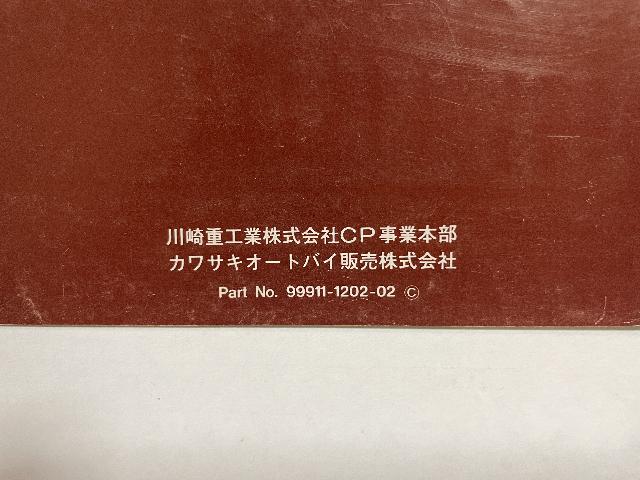 川崎重工業株式会社CP事業本部
カワサキオートバイ販売株式会社
Part No. 99911-1202-02 ©